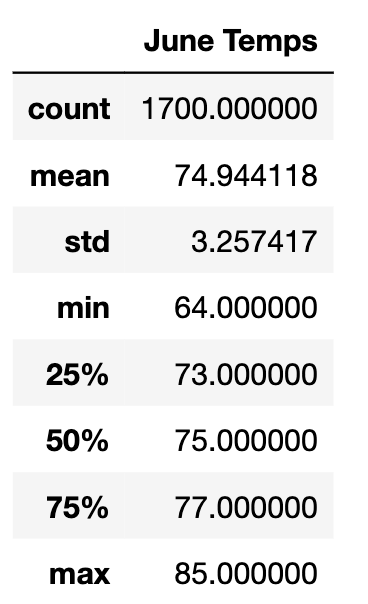 June Temps
count 1700.000000
mean 74.944118
std 3.257417
min 64.000000
25% 73.000000
50% 75.000000
75% 77.000000
max 85.000000